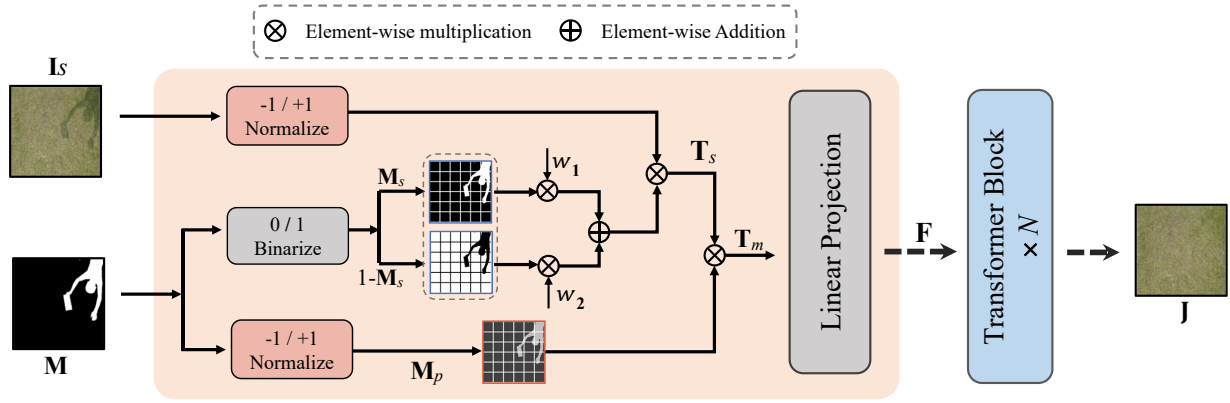 Element-wise multiplication
Element-wise Addition
Is
-1 / +1
Normalize
Ms
w1
Ts
0 / 1
Binarize
1-Ms
w2
Tm
M
-1 / +1
Normalize
Mp
Linear Projection
F
Transformer Block
× N
J